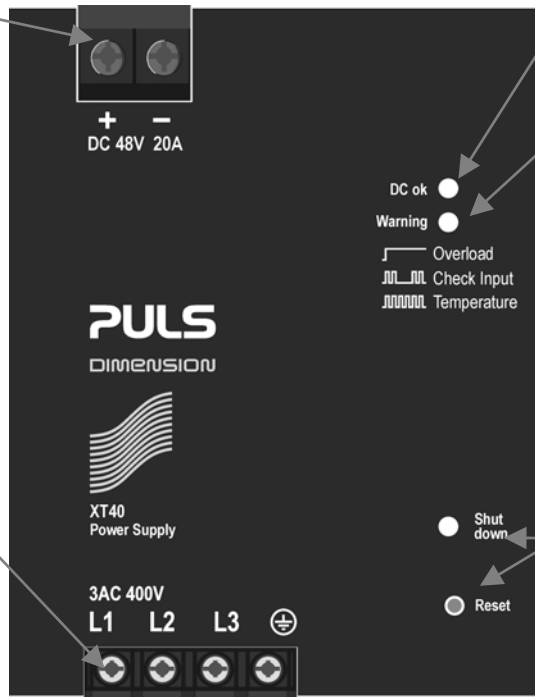 + −
DC 48V 20A
DC ok
Warning
Overload
Check Input
Temperature
PULS
DIMENSION
XT40
Power Supply
Shut
down
Reset
3AC 400V
L1 L2 L3